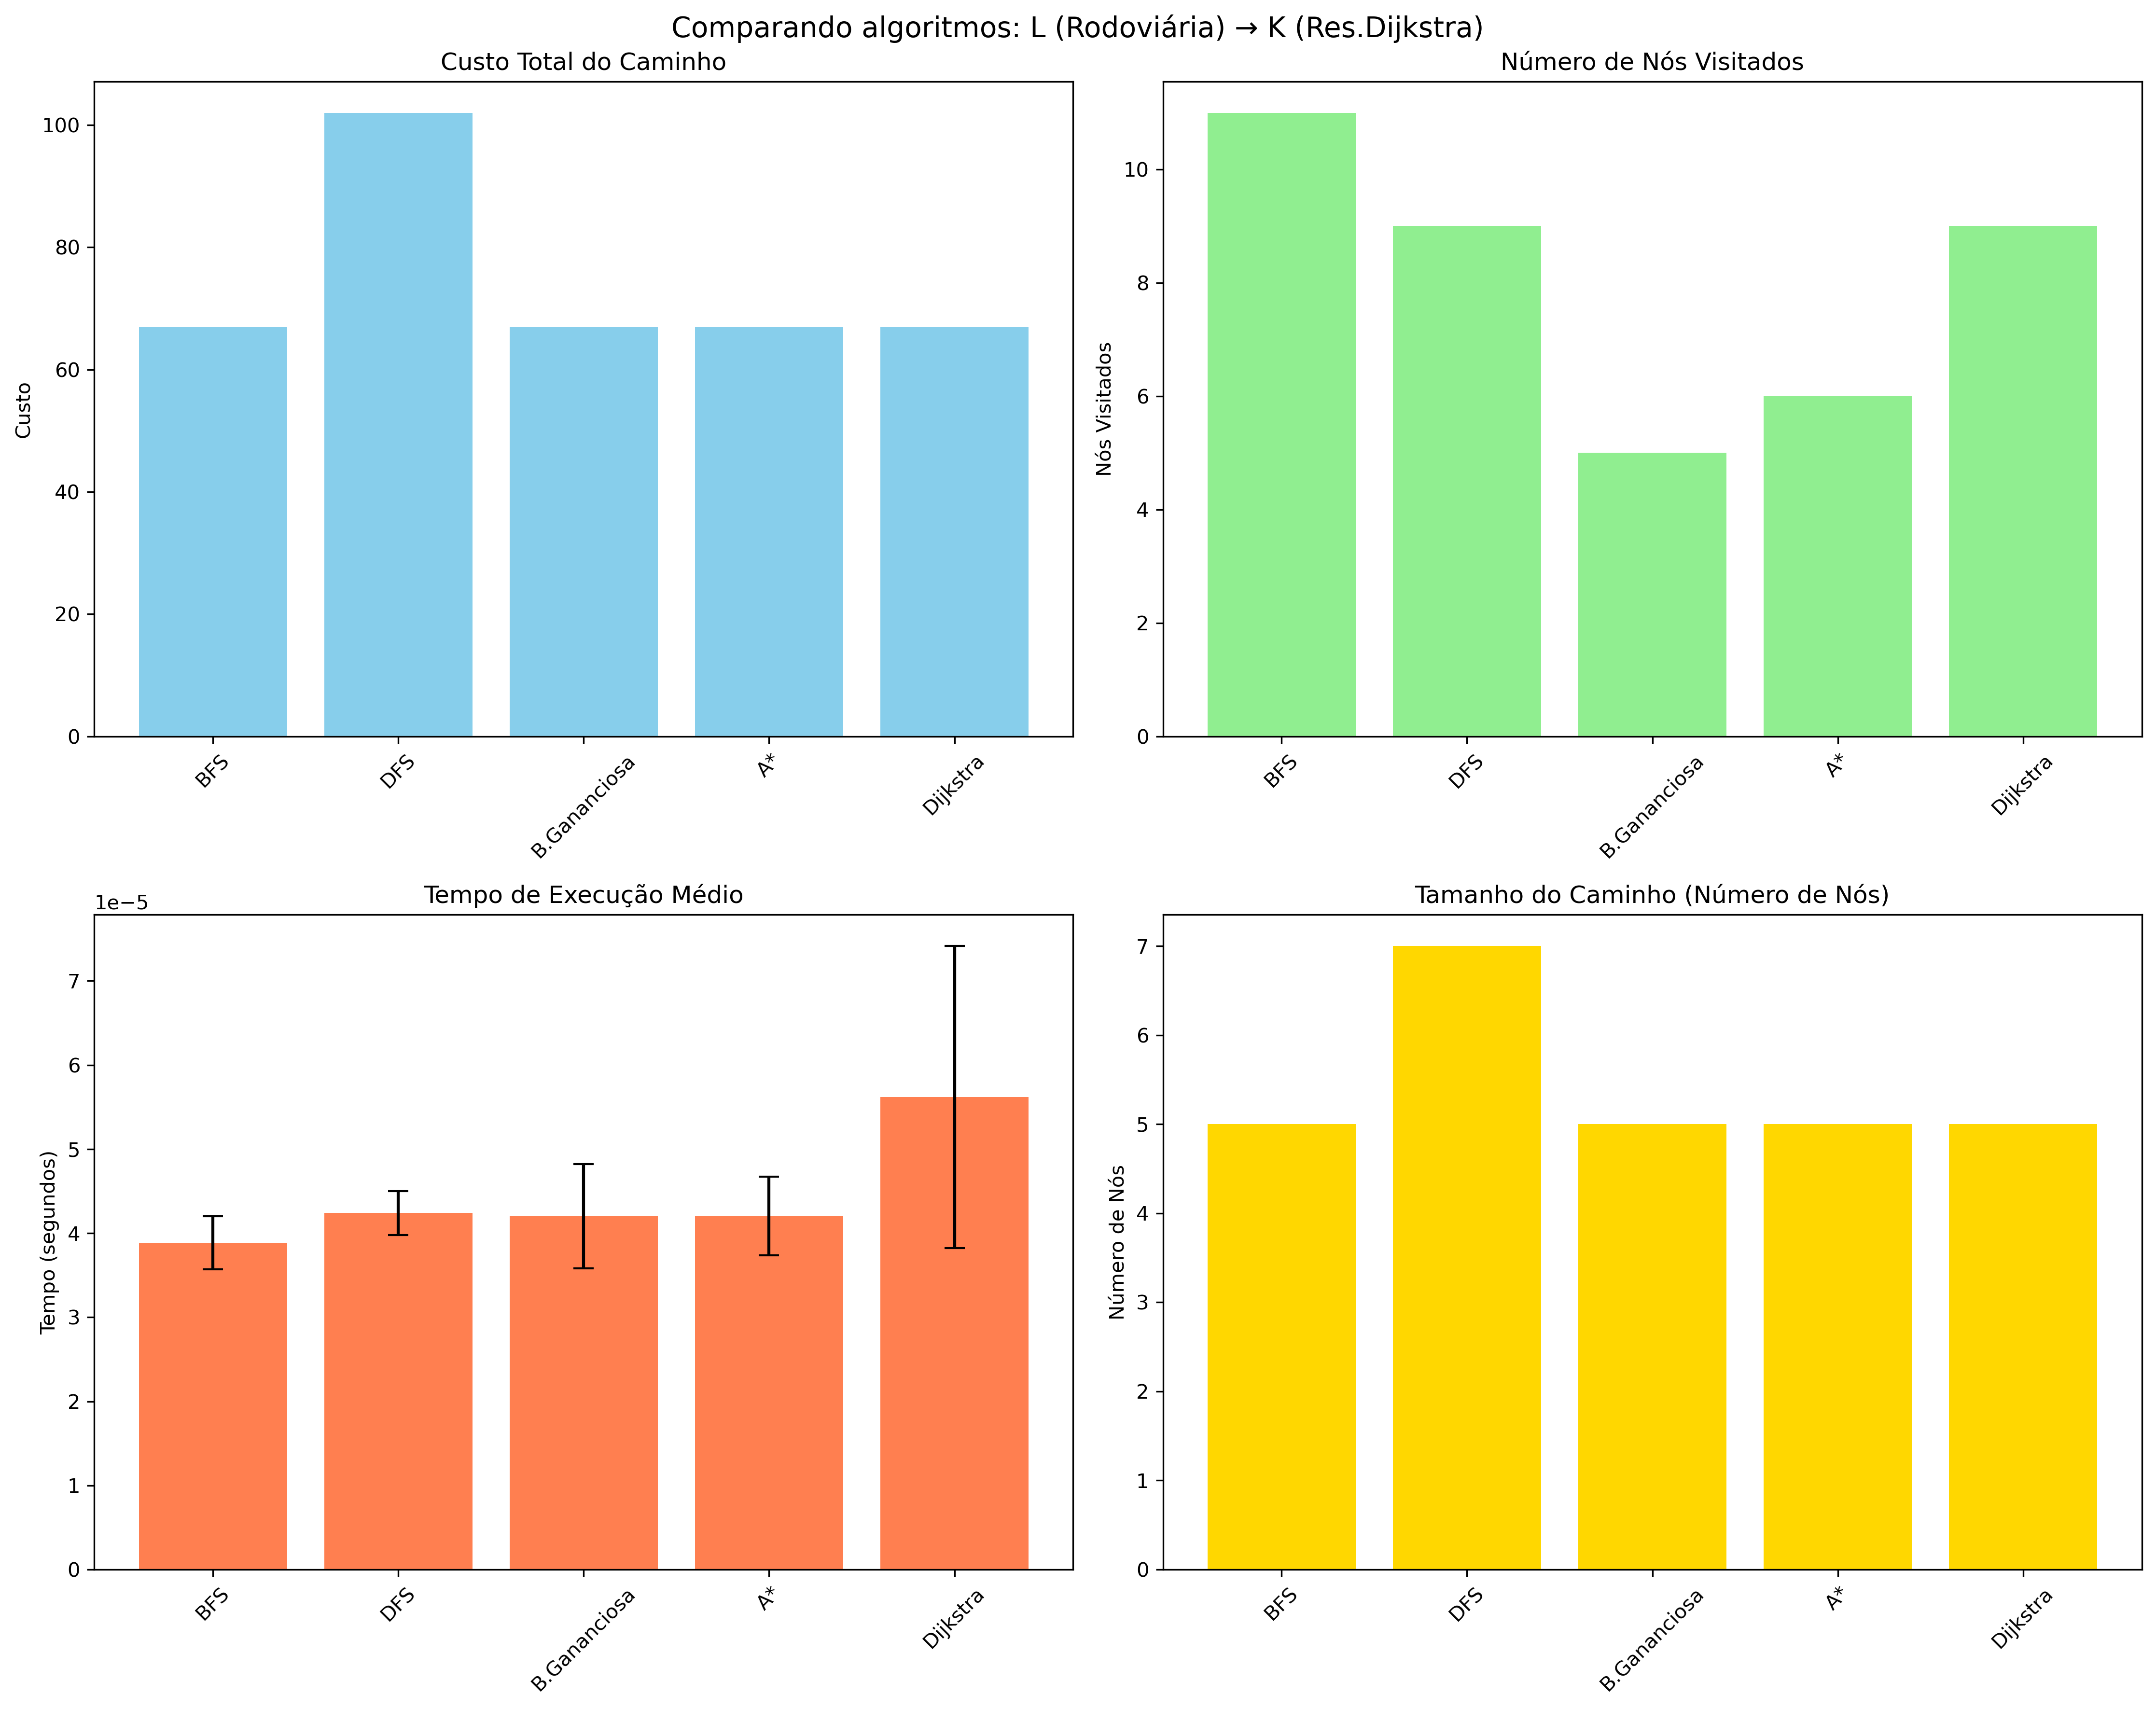 Comparando algoritmos: L (Rodoviária) → K (Res.Dijkstra)
Custo Total do Caminho
Custo
100
80
60
40
20
0
BFS
DFS
B.Gananciosa
A*
Dijkstra
Número de Nós Visitados
Nós Visitados
10
8
6
4
2
0
BFS
DFS
B.Gananciosa
A*
Dijkstra
Tempo de Execução Médio
1e−5
Tempo (segundos)
7
6
5
4
3
2
1
0
BFS
DFS
B.Gananciosa
A*
Dijkstra
Tamanho do Caminho (Número de Nós)
Número de Nós
7
6
5
4
3
2
1
0
BFS
DFS
B.Gananciosa
A*
Dijkstra